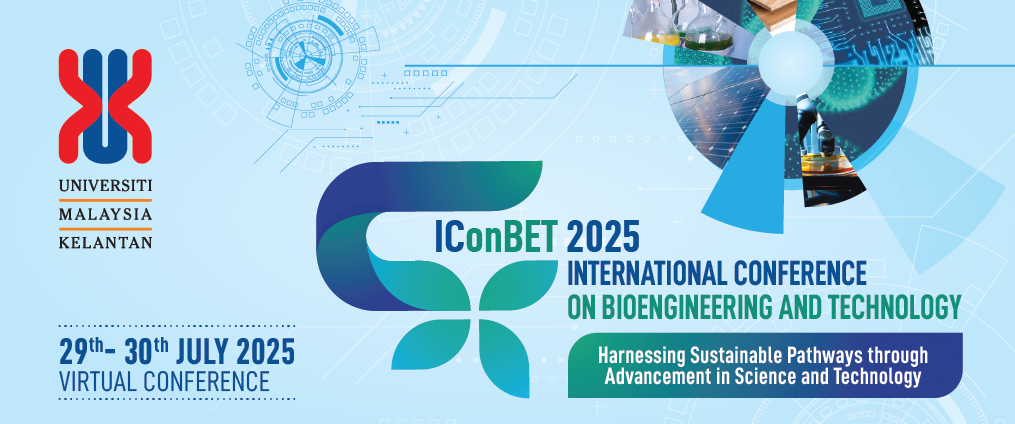 UNIVERSITI
MALAYSIA
KELANTAN
IConBET 2025
INTERNATIONAL CONFERENCE
ON BIOENGINEERING AND TECHNOLOGY
Harnessing Sustainable Pathways through
Advancement in Science and Technology
29th- 30th JULY 2025
VIRTUAL CONFERENCE